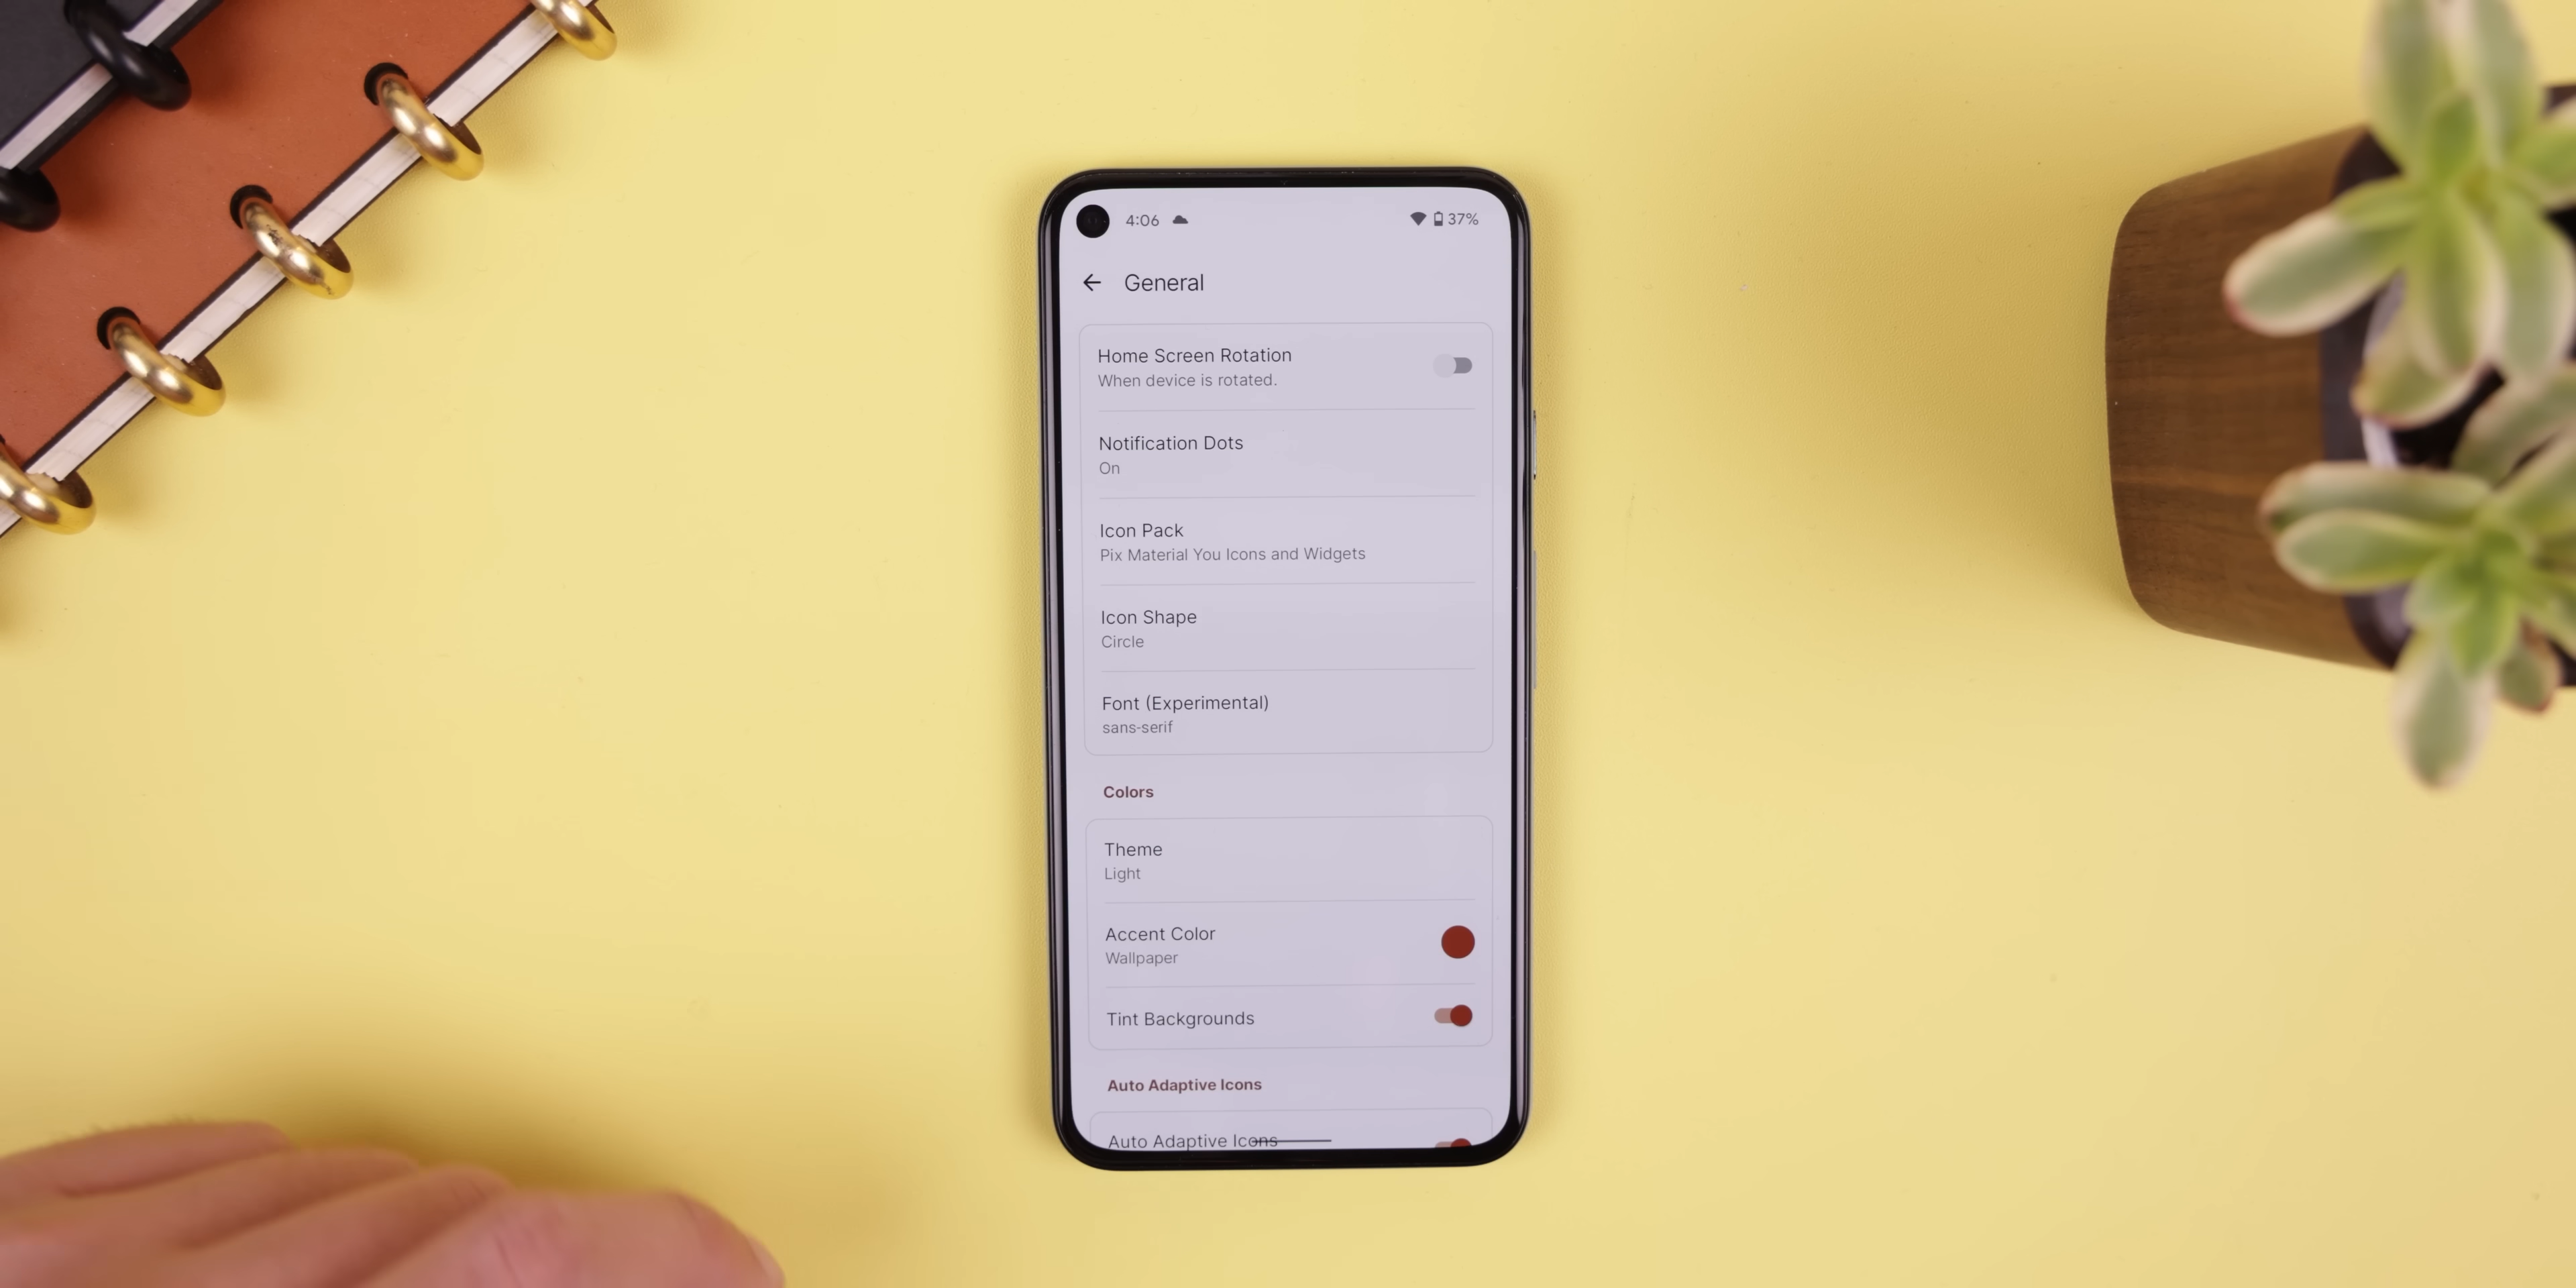 4:06 37%
General
Home Screen Rotation
When device is rotated.
Notification Dots
On
Icon Pack
Pix Material You Icons and Widgets
Icon Shape
Circle
Font (Experimental)
sans-serif
Colors
Theme
Light
Accent Color
Wallpaper
Tint Backgrounds
Auto Adaptive Icons
Auto Adaptive Icons